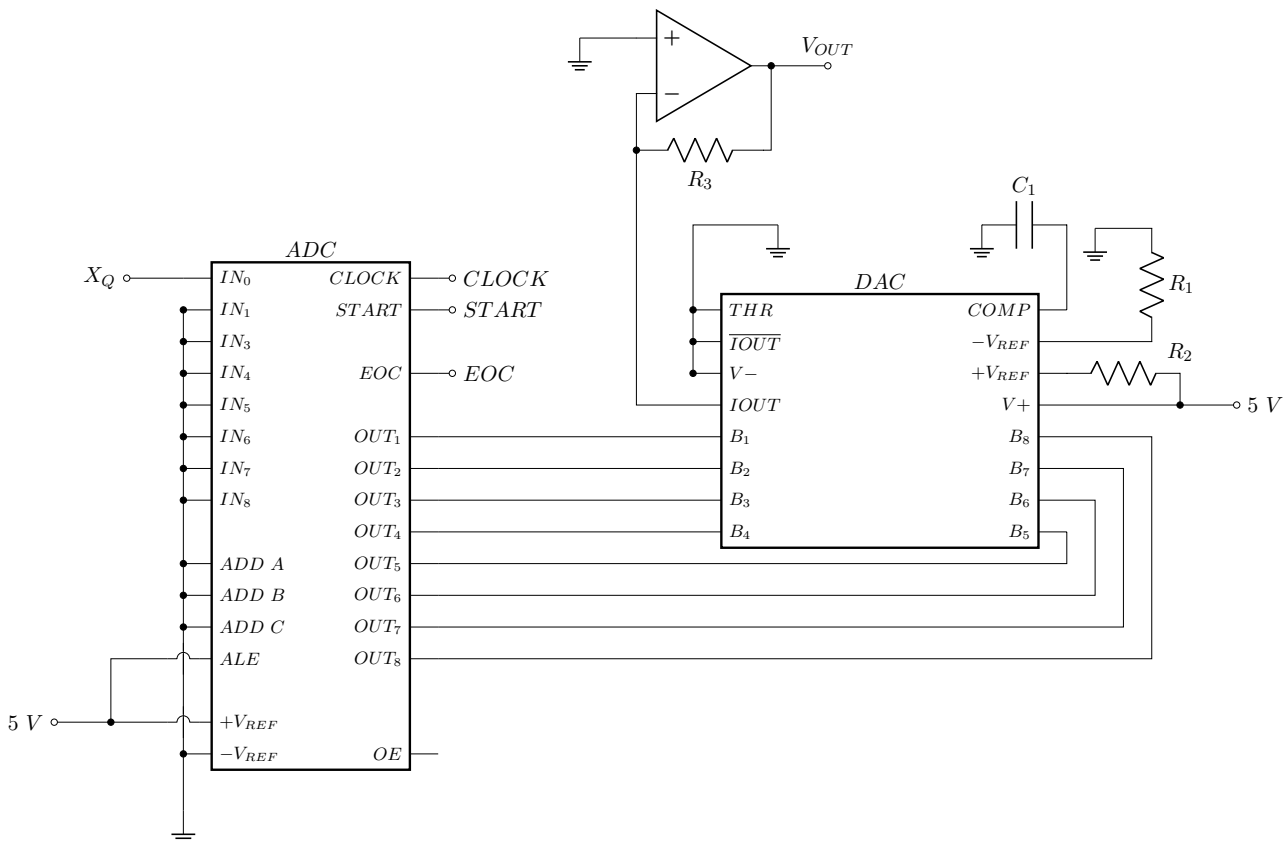 +
−
V_OUT
R_3
C_1
R_1
R_2
ADC
X_Q
IN_0
IN_1
IN_3
IN_4
IN_5
IN_6
IN_7
IN_8
ADD A
ADD B
ADD C
ALE
5 V
+V_REF
−V_REF
CLOCK
START
EOC
OUT_1
OUT_2
OUT_3
OUT_4
OUT_5
OUT_6
OUT_7
OUT_8
OE
CLOCK
START
EOC
DAC
THR
\overline{IOUT}
V−
IOUT
B_1
B_2
B_3
B_4
COMP
−V_REF
+V_REF
V+
B_8
B_7
B_6
B_5
5 V